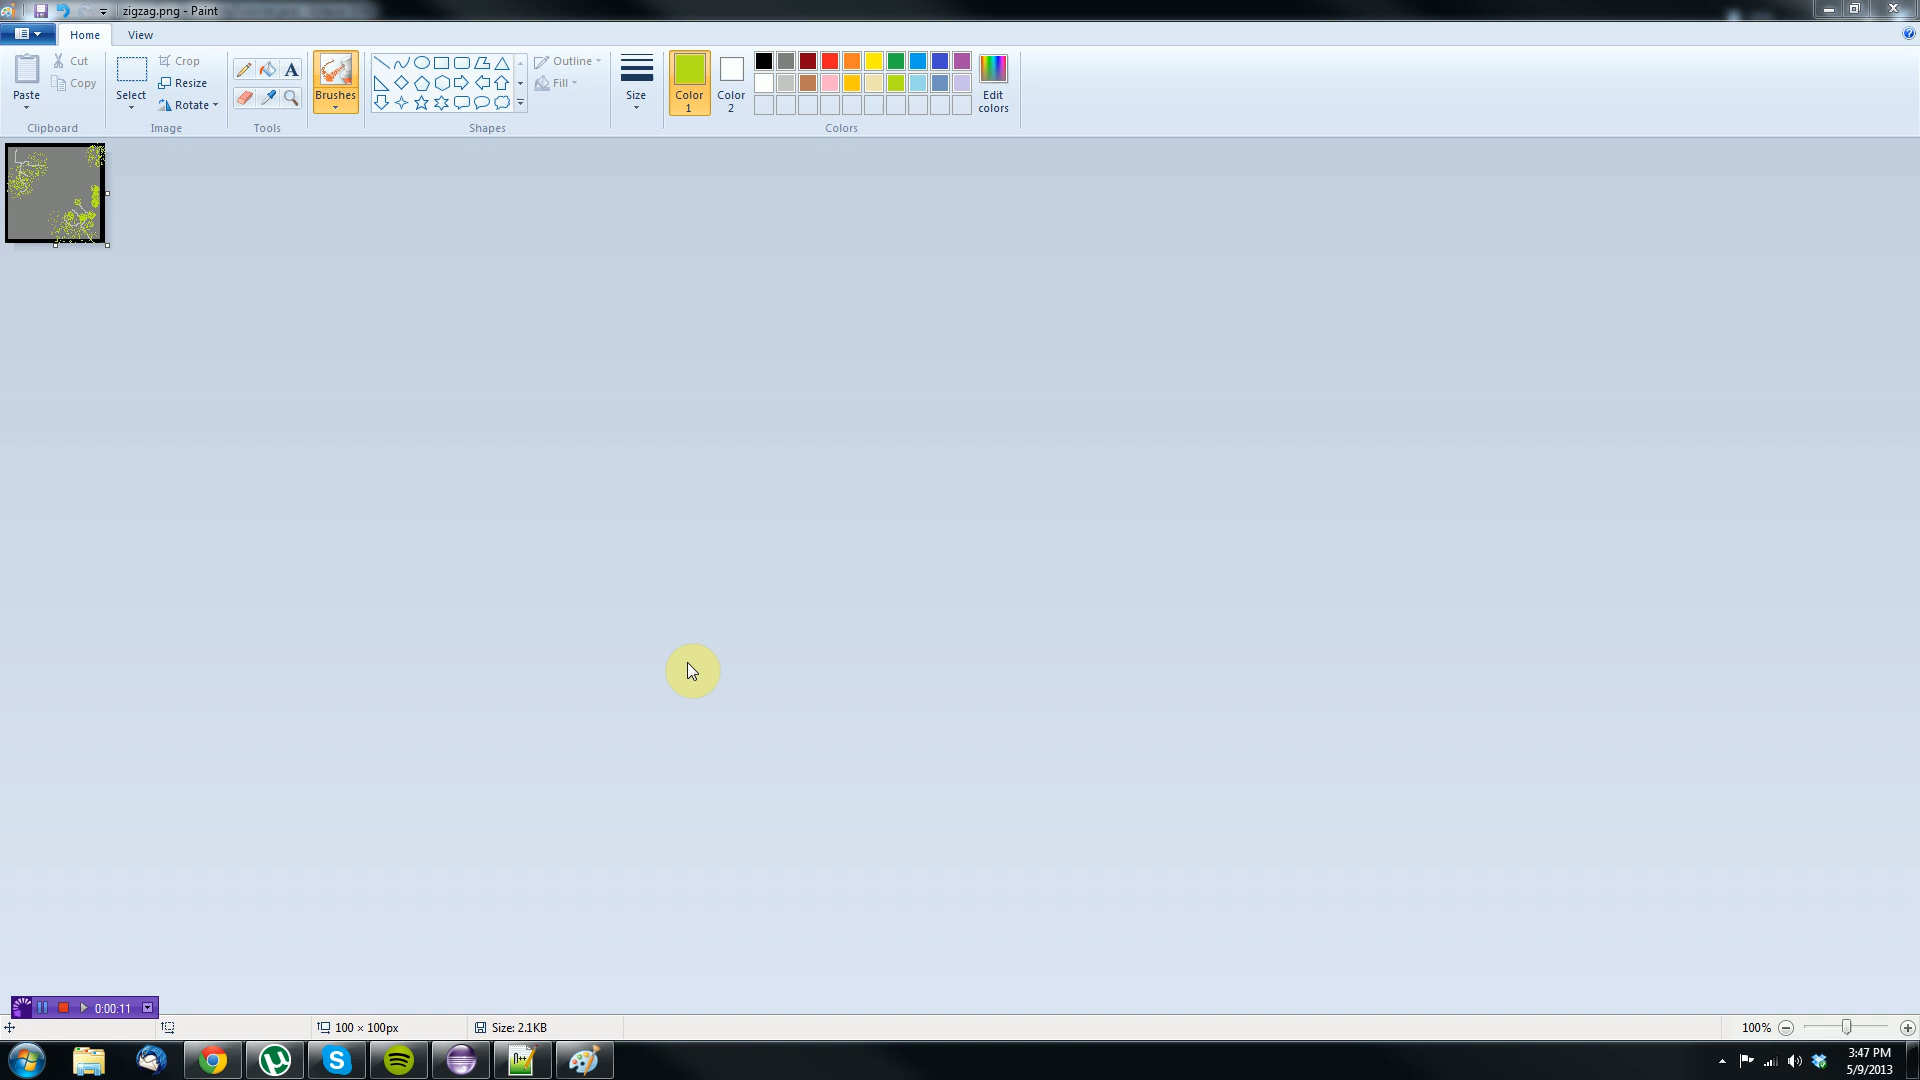 zigzag.png - Paint
Home View
Paste
Cut
Copy
Clipboard
Select
Crop
Resize
Rotate
Image
A
Tools
Brushes
Shapes
Outline
Fill
Size
Color
1
Color
2
Edit
colors
Colors
0:00:11
100 × 100px
Size: 2.1KB
100%
3:47 PM
5/9/2013